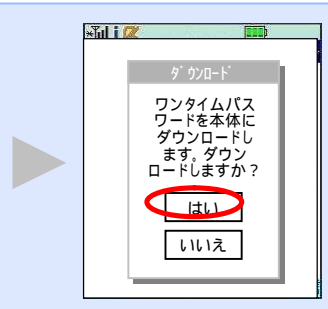 ダウンロード
ワンタイムパス
ワードを本体に
ダウンロードし
ます。ダウン
ロードしますか？
はい
いいえ